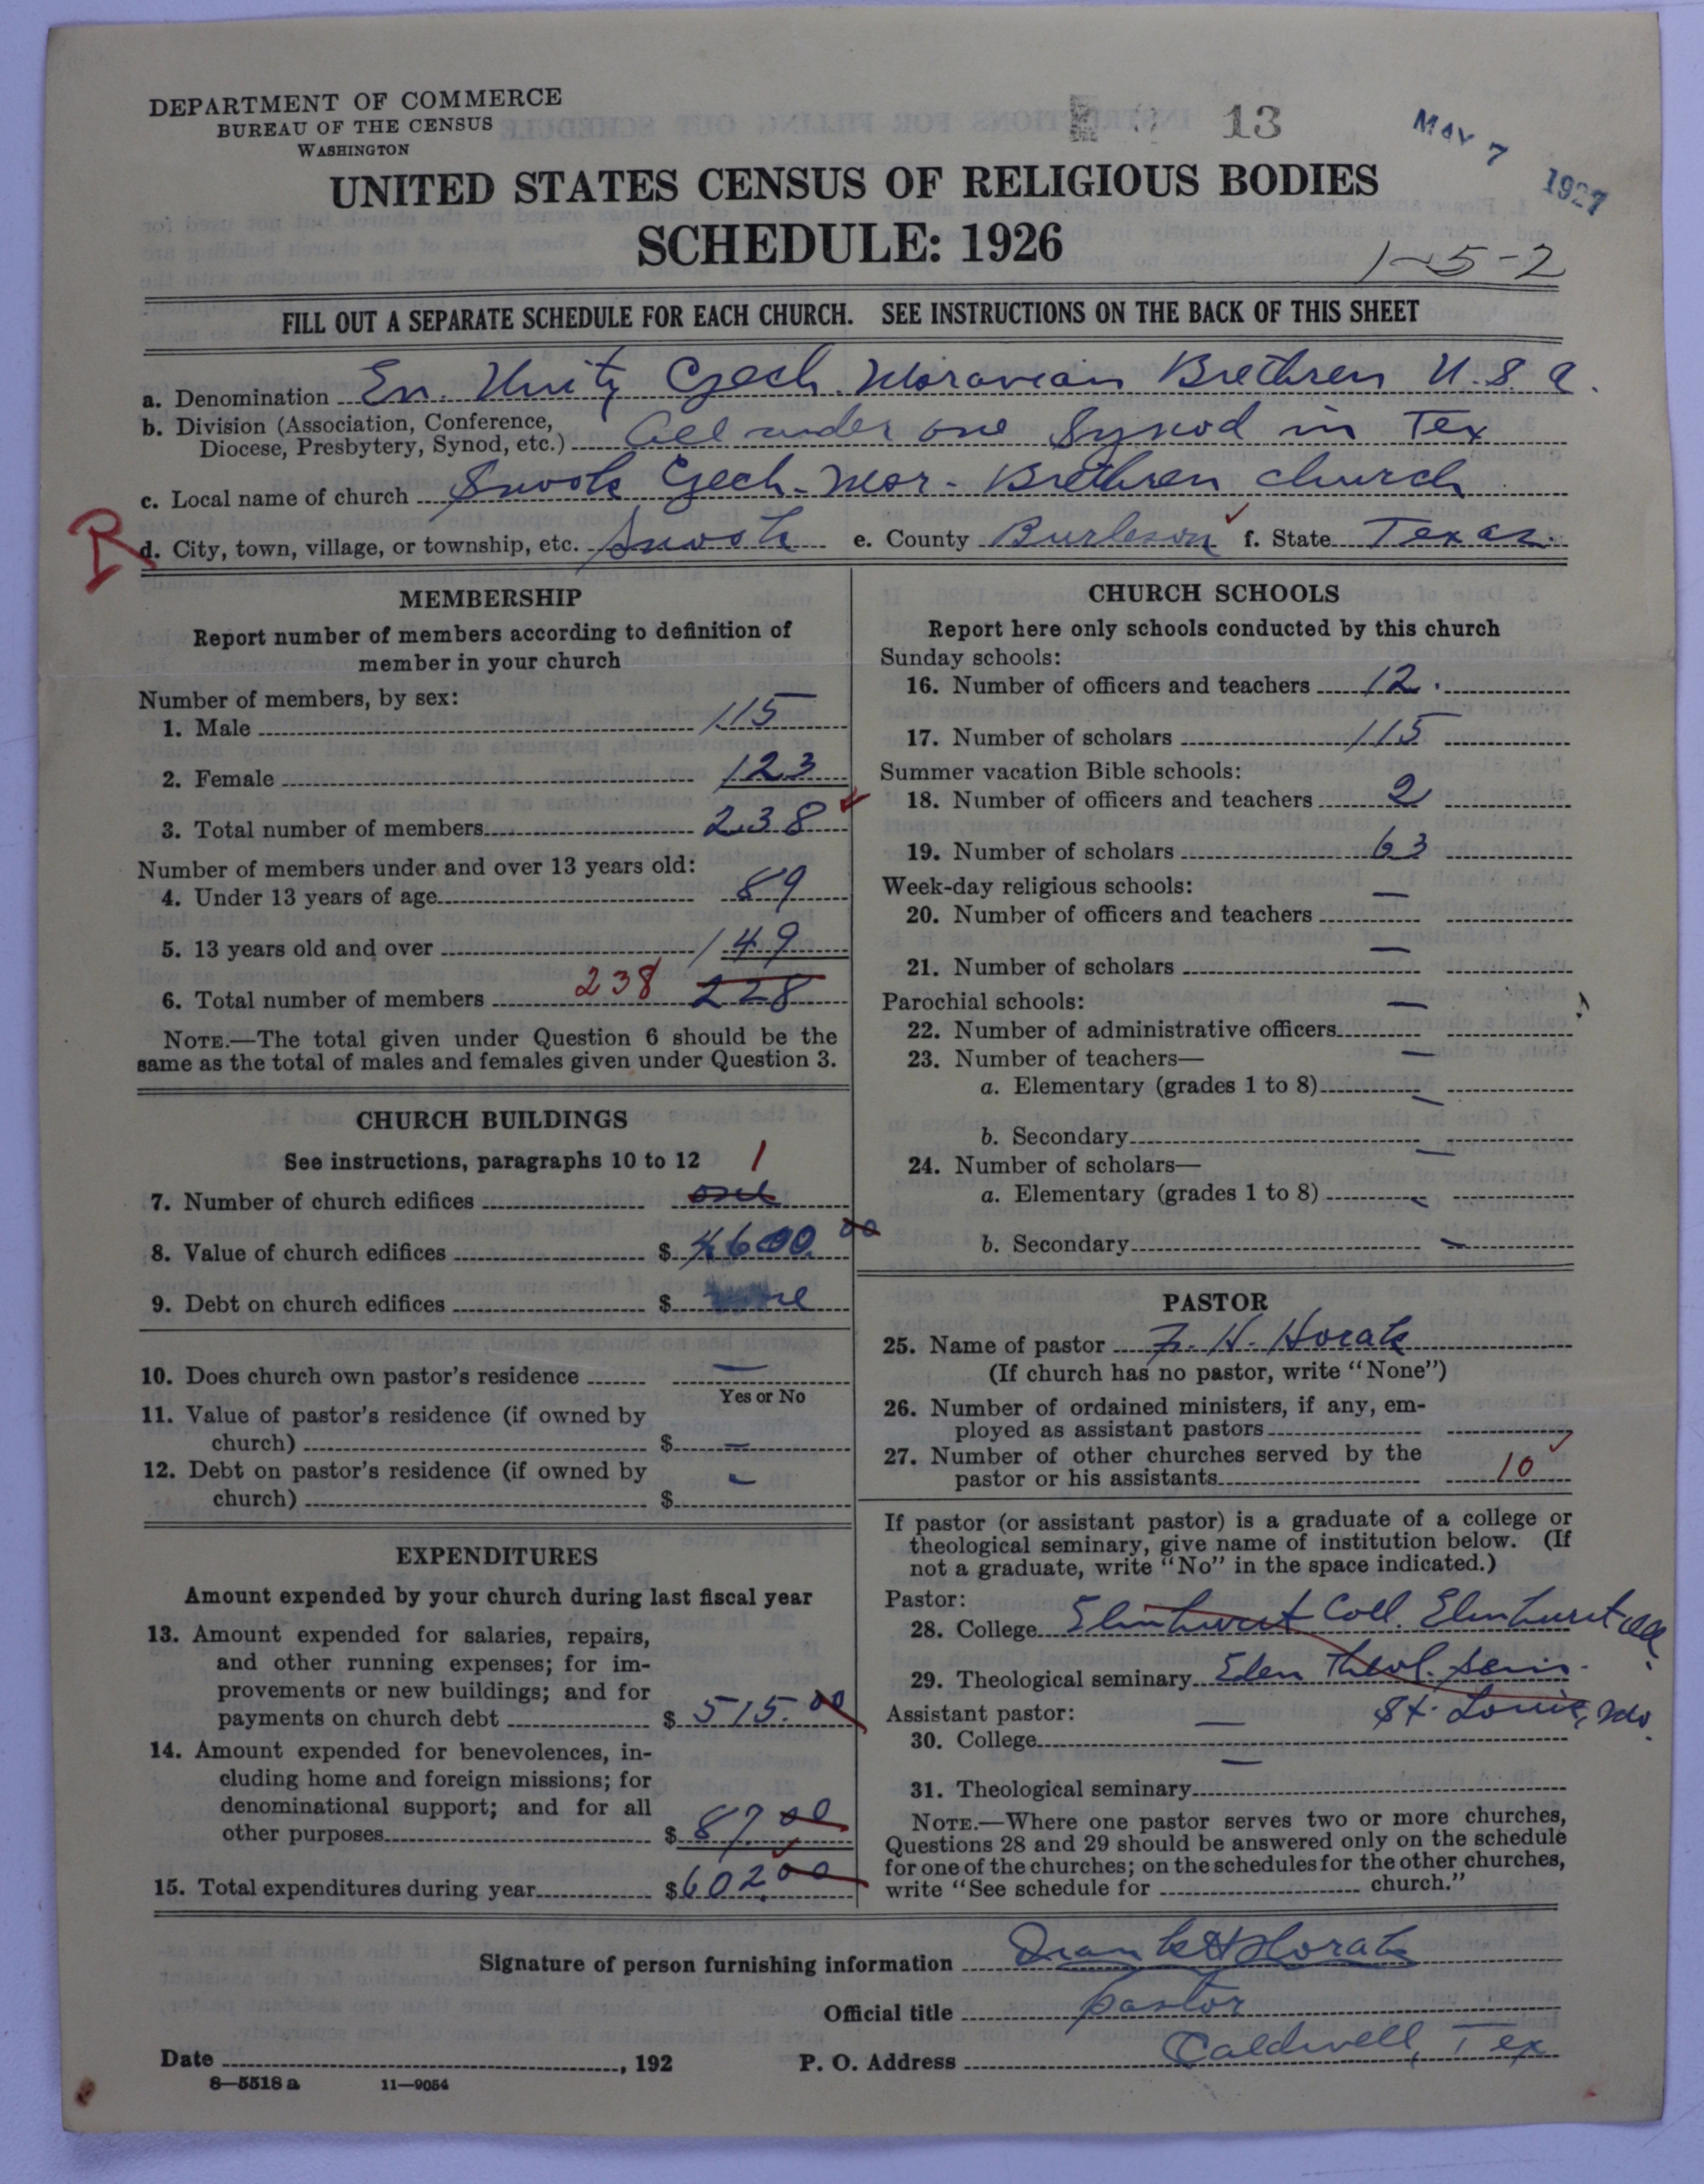 DEPARTMENT OF COMMERCE
BUREAU OF THE CENSUS
WASHINGTON
13
MAY 7 1927
UNITED STATES CENSUS OF RELIGIOUS BODIES
SCHEDULE: 1926
1-5-2
FILL OUT A SEPARATE SCHEDULE FOR EACH CHURCH. SEE INSTRUCTIONS ON THE BACK OF THIS SHEET
a. Denomination Ev. Unity Czech. Moravian Brethren U.S.A.
b. Division (Association, Conference,
Diocese, Presbytery, Synod, etc.) All under one Synod in Tex
c. Local name of church Snook Czech-Mor- Brethren church
R
d. City, town, village, or township, etc. Snook e. County Burleson f. State Texas.
MEMBERSHIP
Report number of members according to definition of
member in your church
Number of members, by sex:
1. Male 115
2. Female 123
3. Total number of members 238
Number of members under and over 13 years old:
4. Under 13 years of age 89
5. 13 years old and over 149
6. Total number of members 238 228
NOTE.—The total given under Question 6 should be the
same as the total of males and females given under Question 3.
CHURCH BUILDINGS
See instructions, paragraphs 10 to 12 1
7. Number of church edifices one
8. Value of church edifices $ 4600 00
9. Debt on church edifices $ none
10. Does church own pastor's residence —
Yes or No
11. Value of pastor's residence (if owned by
church) $ —
12. Debt on pastor's residence (if owned by
church) $ —
EXPENDITURES
Amount expended by your church during last fiscal year
13. Amount expended for salaries, repairs,
and other running expenses; for im-
provements or new buildings; and for
payments on church debt $ 515.00
14. Amount expended for benevolences, in-
cluding home and foreign missions; for
denominational support; and for all
other purposes $ 87 00
15. Total expenditures during year $ 602 00
CHURCH SCHOOLS
Report here only schools conducted by this church
Sunday schools:
16. Number of officers and teachers 12.
17. Number of scholars 115
Summer vacation Bible schools:
18. Number of officers and teachers 2
19. Number of scholars 63
Week-day religious schools:
20. Number of officers and teachers —
21. Number of scholars —
Parochial schools:
22. Number of administrative officers —
23. Number of teachers—
a. Elementary (grades 1 to 8) —
b. Secondary —
24. Number of scholars—
a. Elementary (grades 1 to 8) —
b. Secondary —
PASTOR
25. Name of pastor F. H. Horak
(If church has no pastor, write "None")
26. Number of ordained ministers, if any, em-
ployed as assistant pastors
27. Number of other churches served by the
pastor or his assistants 10
If pastor (or assistant pastor) is a graduate of a college or
theological seminary, give name of institution below. (If
not a graduate, write "No" in the space indicated.)
Pastor:
28. College Elmhurst Coll. Elmhurst Ill.
29. Theological seminary Eden Theol. Semin.
St. Louis, Mo.
Assistant pastor:
30. College —
31. Theological seminary —
NOTE.—Where one pastor serves two or more churches,
Questions 28 and 29 should be answered only on the schedule
for one of the churches; on the schedules for the other churches,
write "See schedule for church."
Signature of person furnishing information Frank H Horak
Official title pastor
Date , 192 P. O. Address Caldwell, Tex
8—5518 a 11—9054